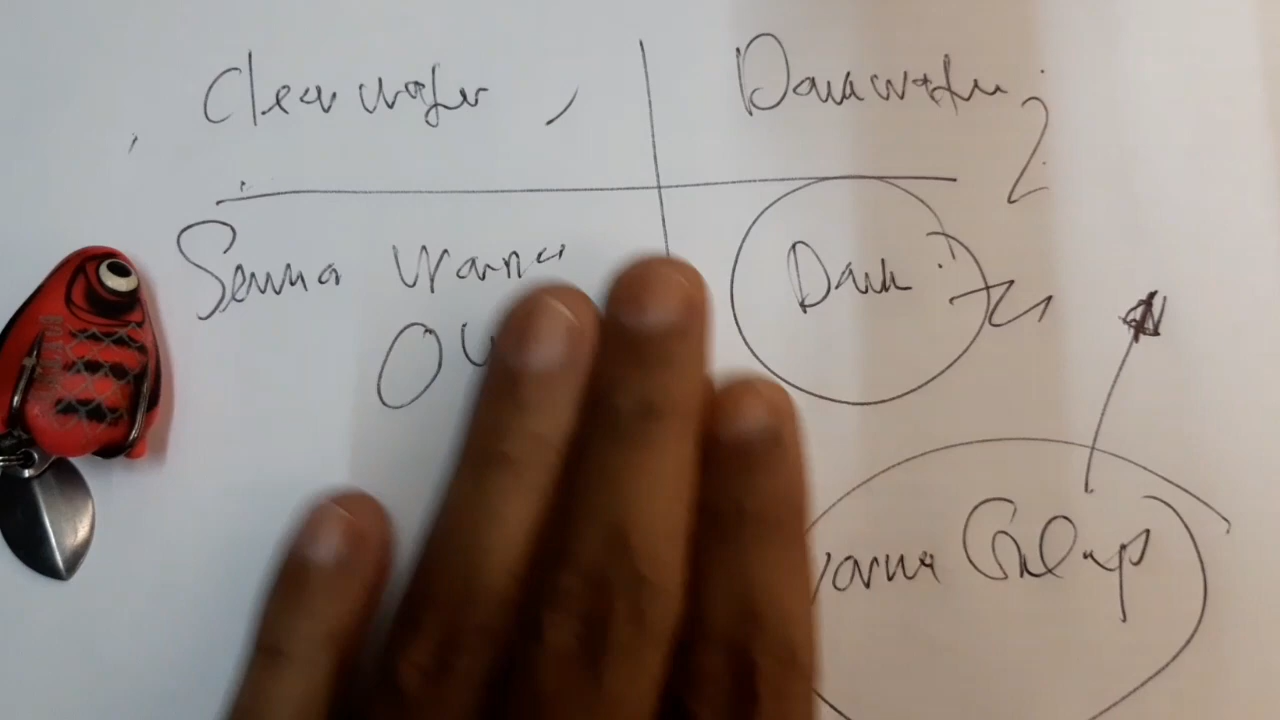 Clear water, Dark water
Semua warna Dark
OK
warna Gelap